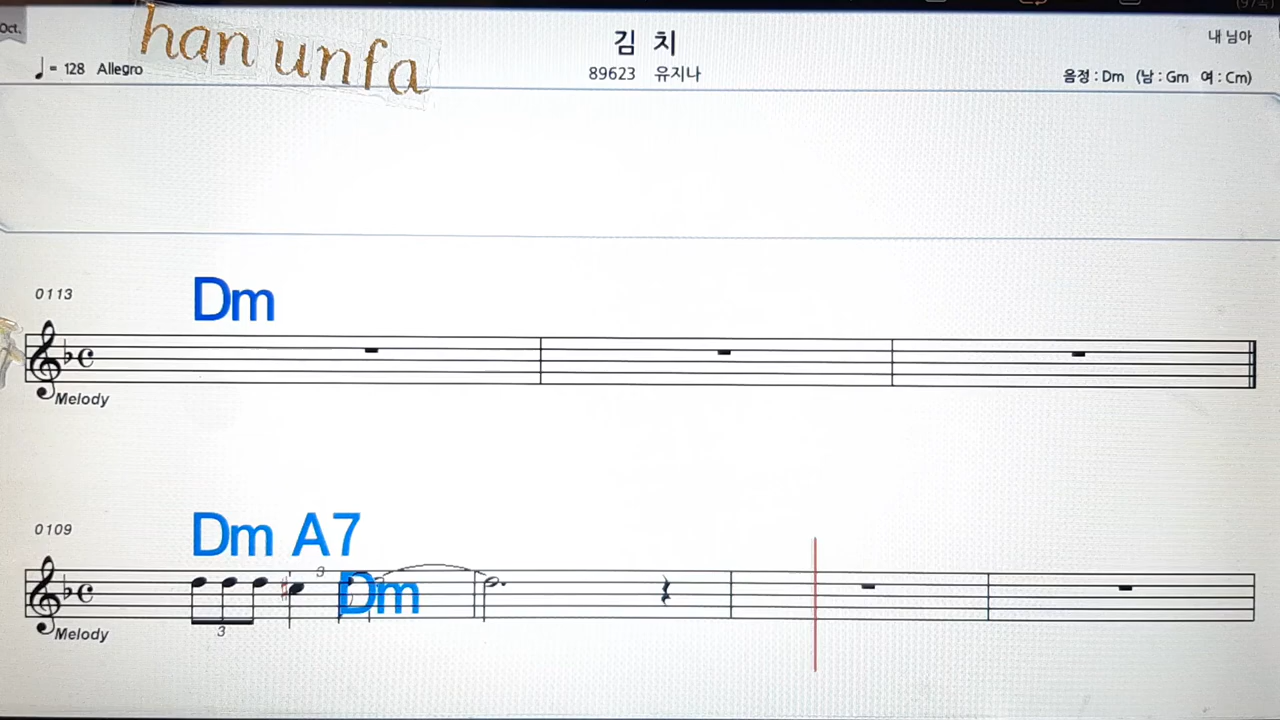 Oct.
han unfa
♩= 128 Allegro
김 치
89623 유지나
내 님아
음정 : Dm (남 : Gm 여 : Cm)
0113
Dm
Melody
0109
Dm A7
3
Dm
3
Melody